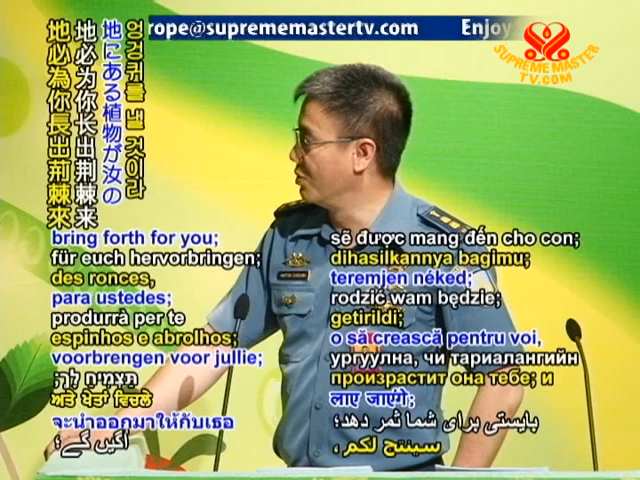 rope@suprememastertv.com Enjoy
SUPREME MASTER
TV.COM
엉겅퀴를 낼 것이라
地にある植物が汝の
地必为你长出荆棘来
地必為你長出荊棘來
bring forth for you;
für euch hervorbringen;
des ronces,
para ustedes;
produrrà per te
espinhos e abrolhos;
voorbrengen voor jullie;
תַּצְמִיחַ לָךְ;
ਅਤੇ ਖੇਤਾਂ ਵਿਚਲੇ
จะนำออกมาให้กับเธอ
اُگیں گے؛
sẽ được mang đến cho con;
dihasilkannya bagimu;
teremjen néked;
rodzić wam będzie;
getirildi;
o să crească pentru voi,
ургуулна, чи тариалангийн
произрастит она тебе; и
लाए जाएंगे;
بایستی برای شما ثمر دهد؛
سينتج لكم ،